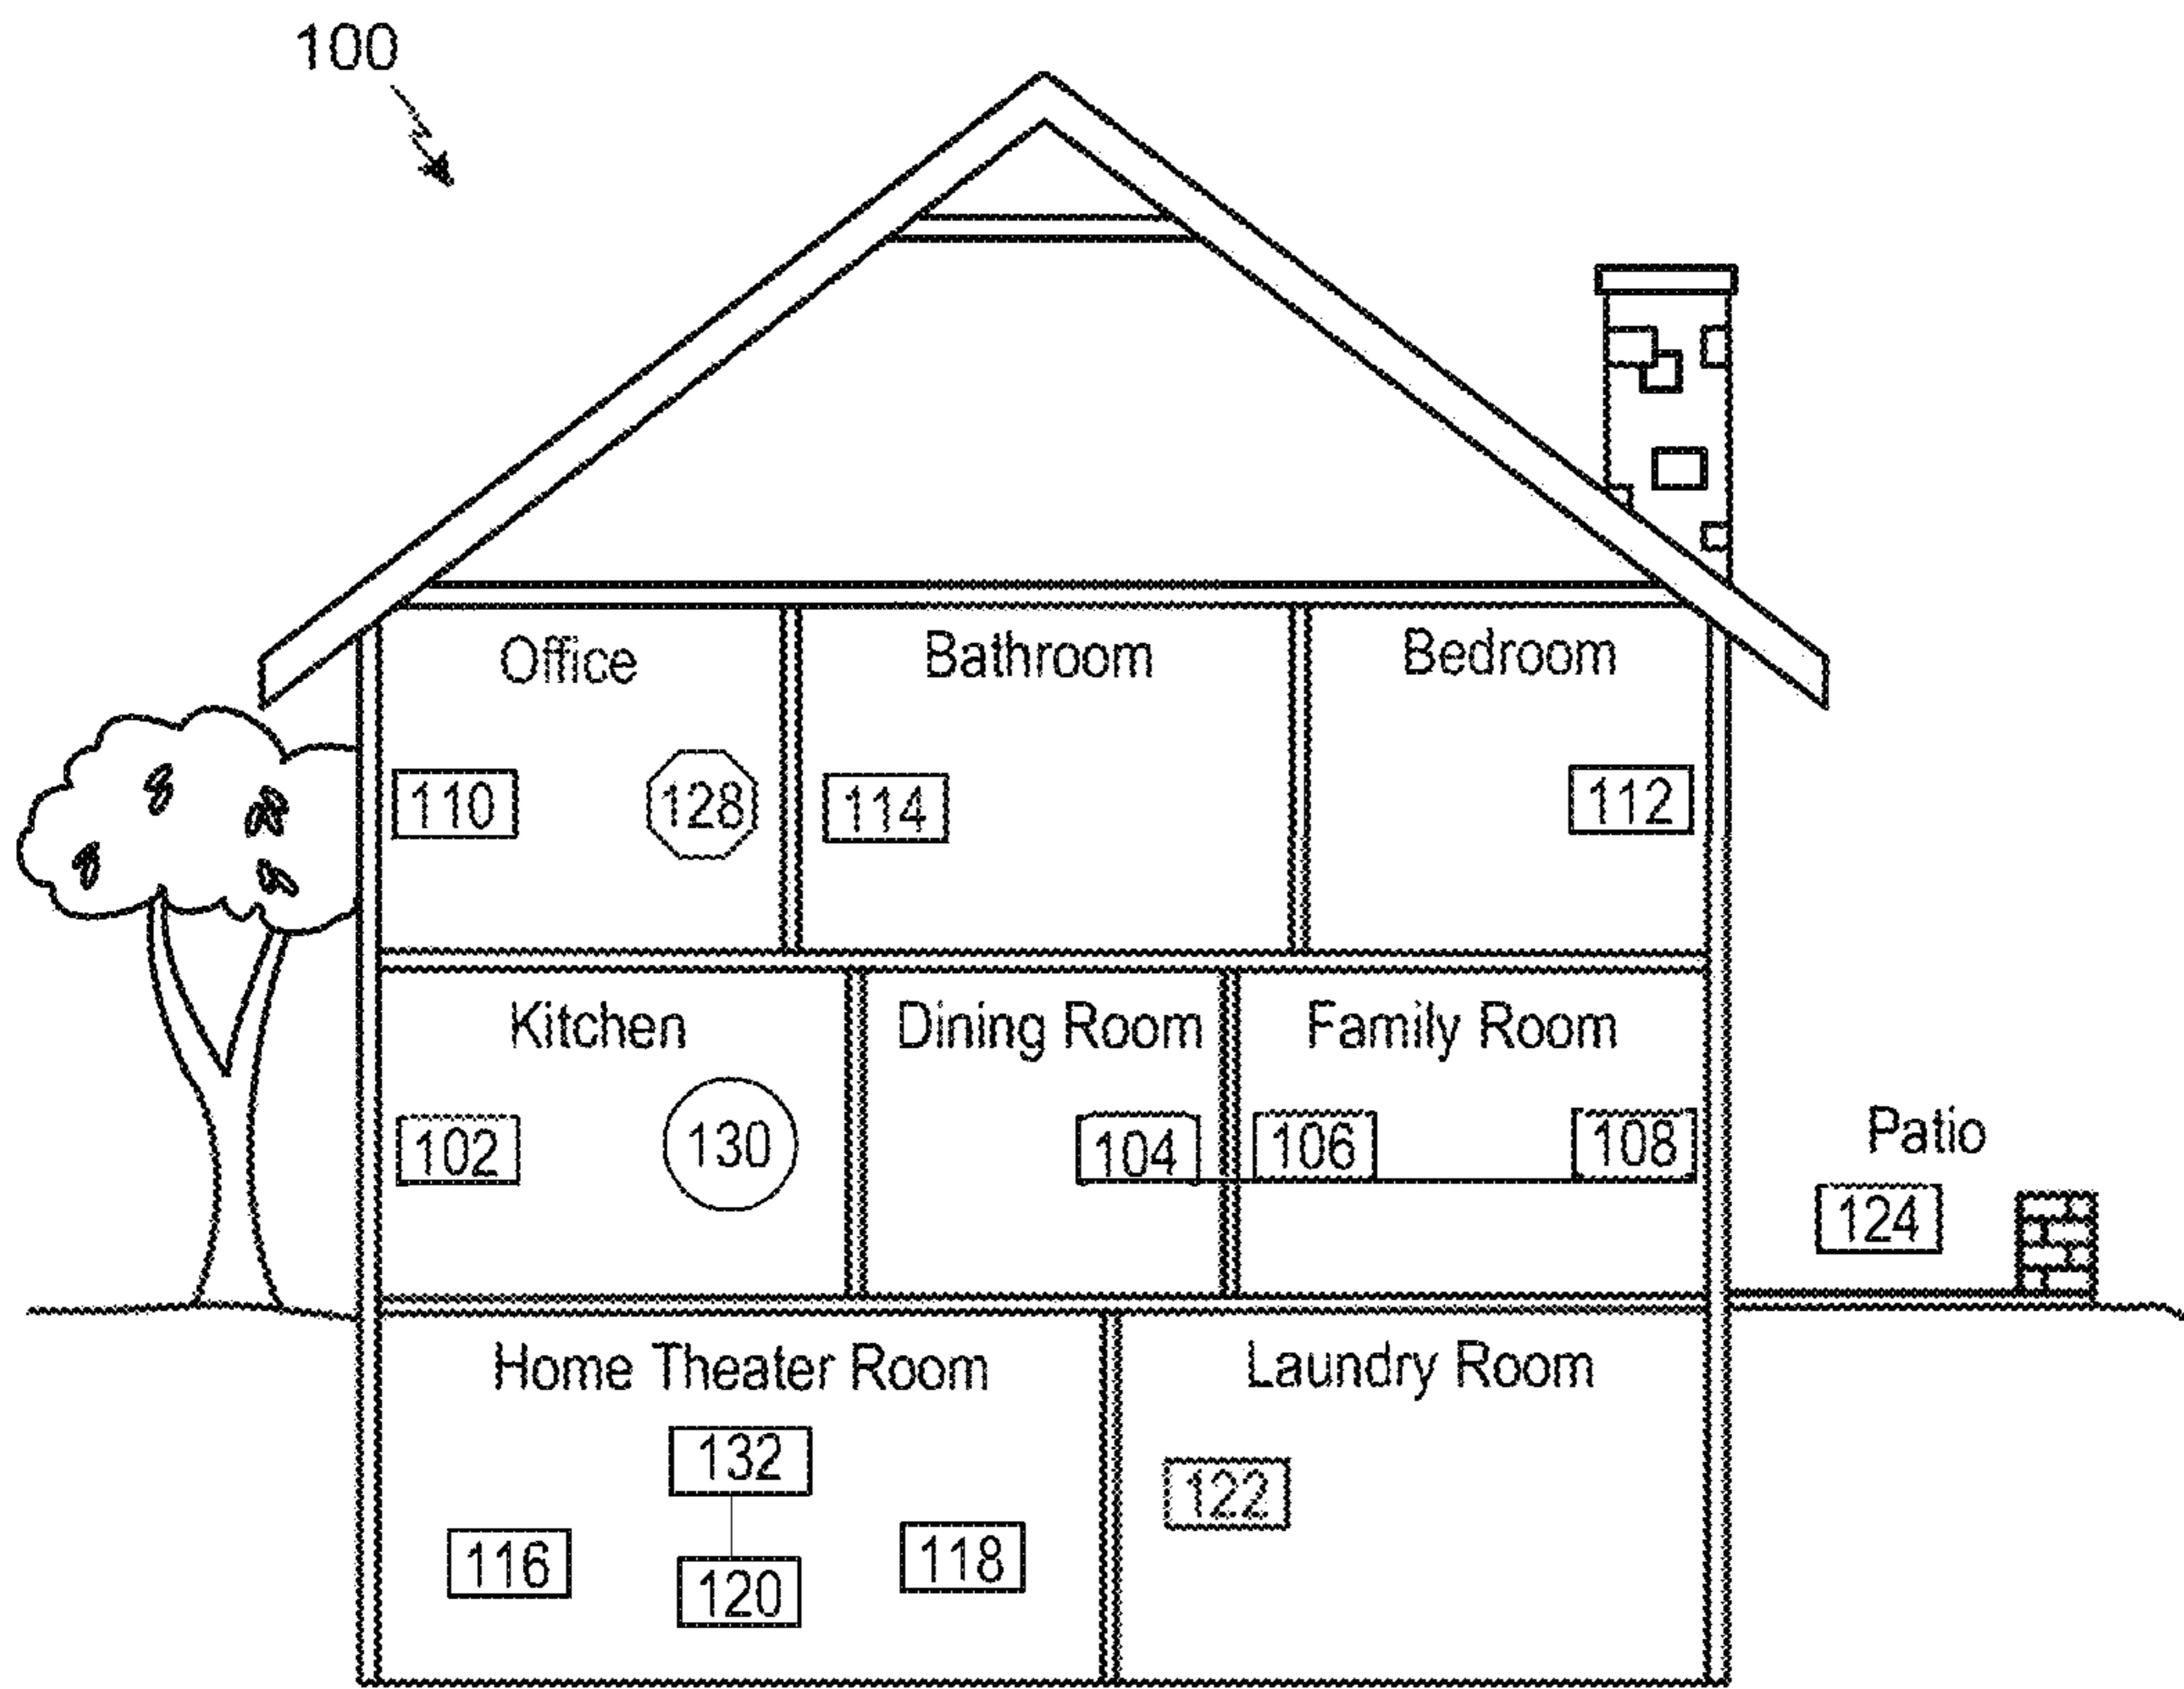 100
Office
Bathroom
Bedroom
110
128
114
112
Kitchen
Dining Room
Family Room
102
130
104
106
108
Patio
124
Home Theater Room
Laundry Room
132
122
116
120
118